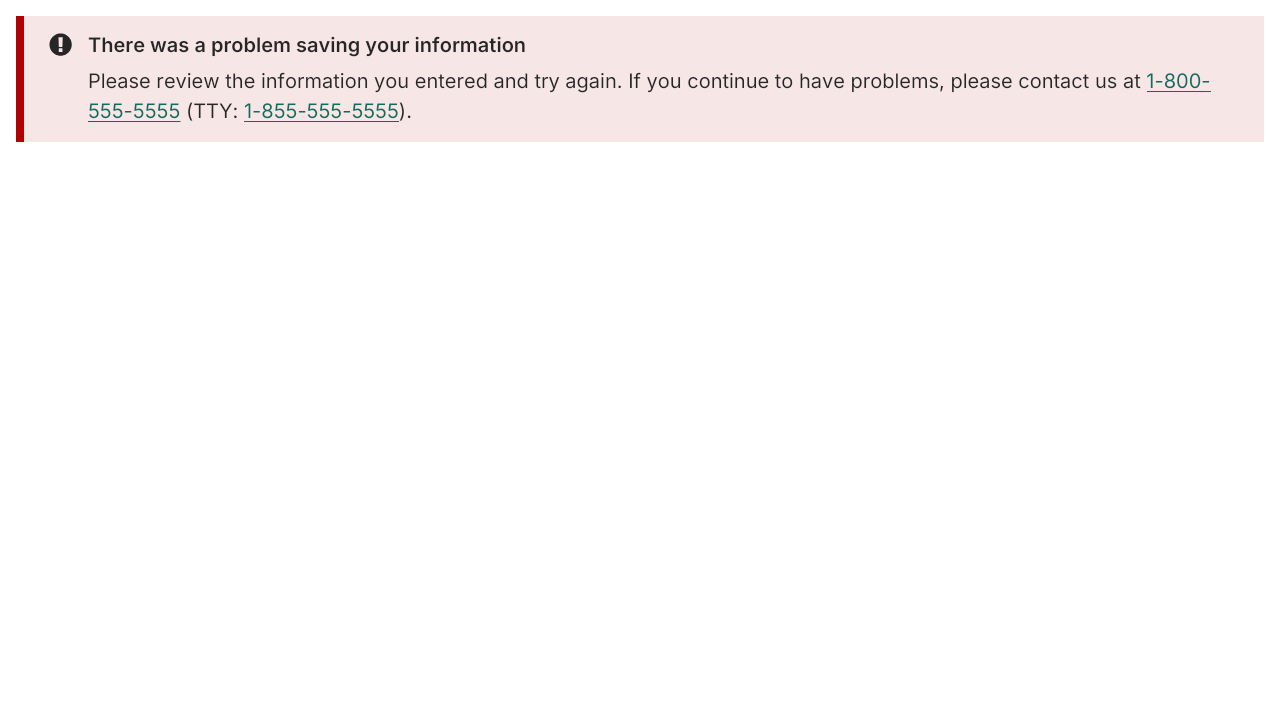 There was a problem saving your information
Please review the information you entered and try again. If you continue to have problems, please contact us at 1-800-
555-5555 (TTY: 1-855-555-5555).